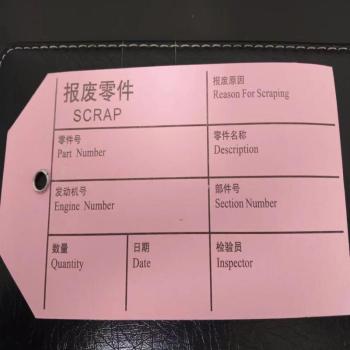 报废零件
SCRAP
报废原因
Reason For Scraping
零件号
Part Number
零件名称
Description
发动机号
Engine Number
部件号
Section Number
数量
Quantity
日期
Date
检验员
Inspector